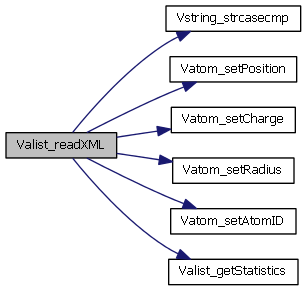 Vstring_strcasecmp
Vatom_setPosition
Vatom_setCharge
Valist_readXML
Vatom_setRadius
Vatom_setAtomID
Valist_getStatistics